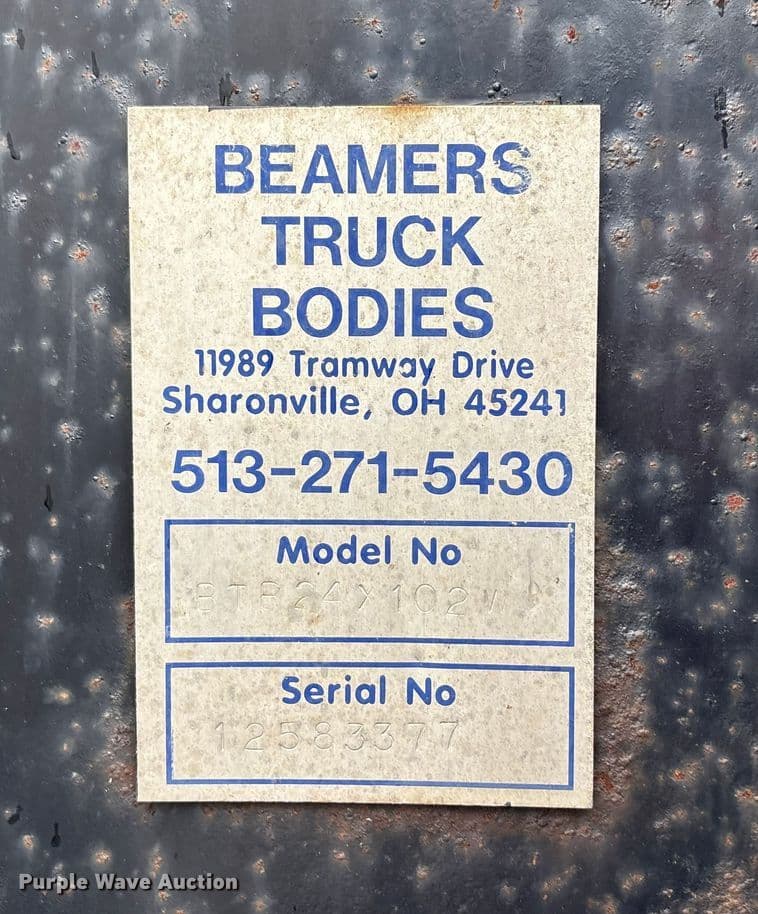 BEAMERS
TRUCK
BODIES
11989 Tramway Drive
Sharonville, OH 45241
513-271-5430
Model No
Serial No
12583377
Purple Wave Auction